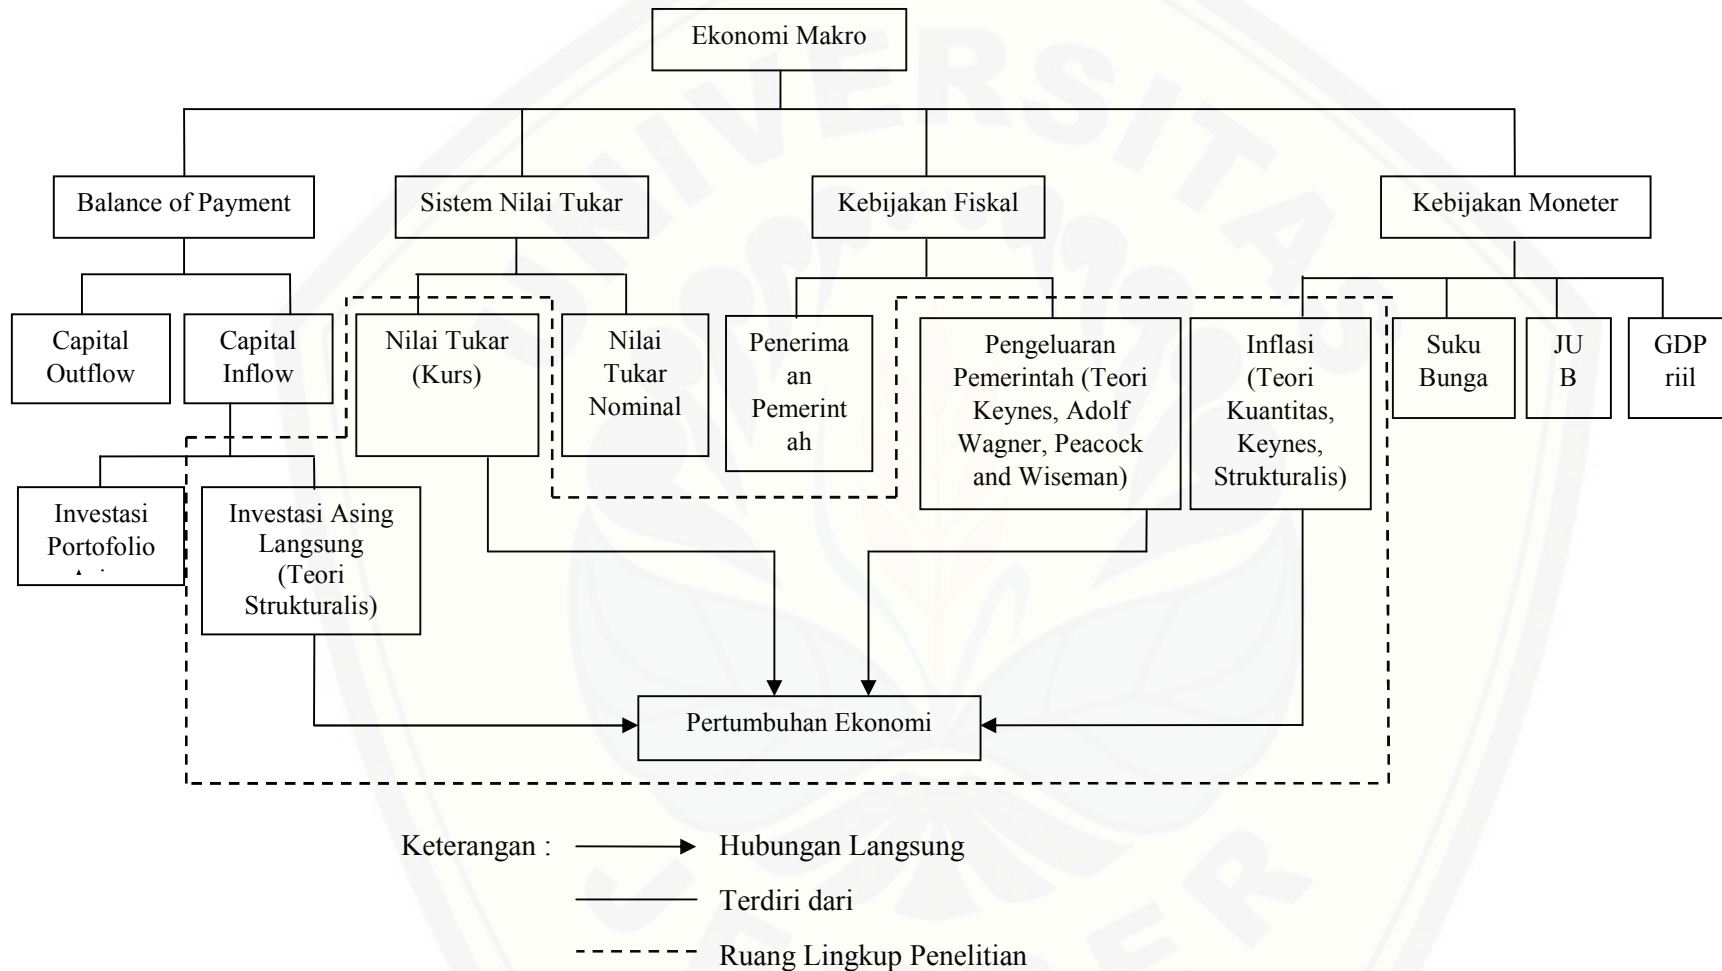 Ekonomi Makro
Balance of Payment
Sistem Nilai Tukar
Kebijakan Fiskal
Kebijakan Moneter
Capital
Outflow
Capital
Inflow
Nilai Tukar
(Kurs)
Nilai
Tukar
Nominal
Penerima
an
Pemerint
ah
Pengeluaran
Pemerintah (Teori
Keynes, Adolf
Wagner, Peacock
and Wiseman)
Inflasi
(Teori
Kuantitas,
Keynes,
Strukturalis)
Suku
Bunga
JU
B
GDP
riil
Investasi
Portofolio
Investasi Asing
Langsung
(Teori
Strukturalis)
Pertumbuhan Ekonomi
Keterangan :
Hubungan Langsung
Terdiri dari
Ruang Lingkup Penelitian
UNIVERSITAS